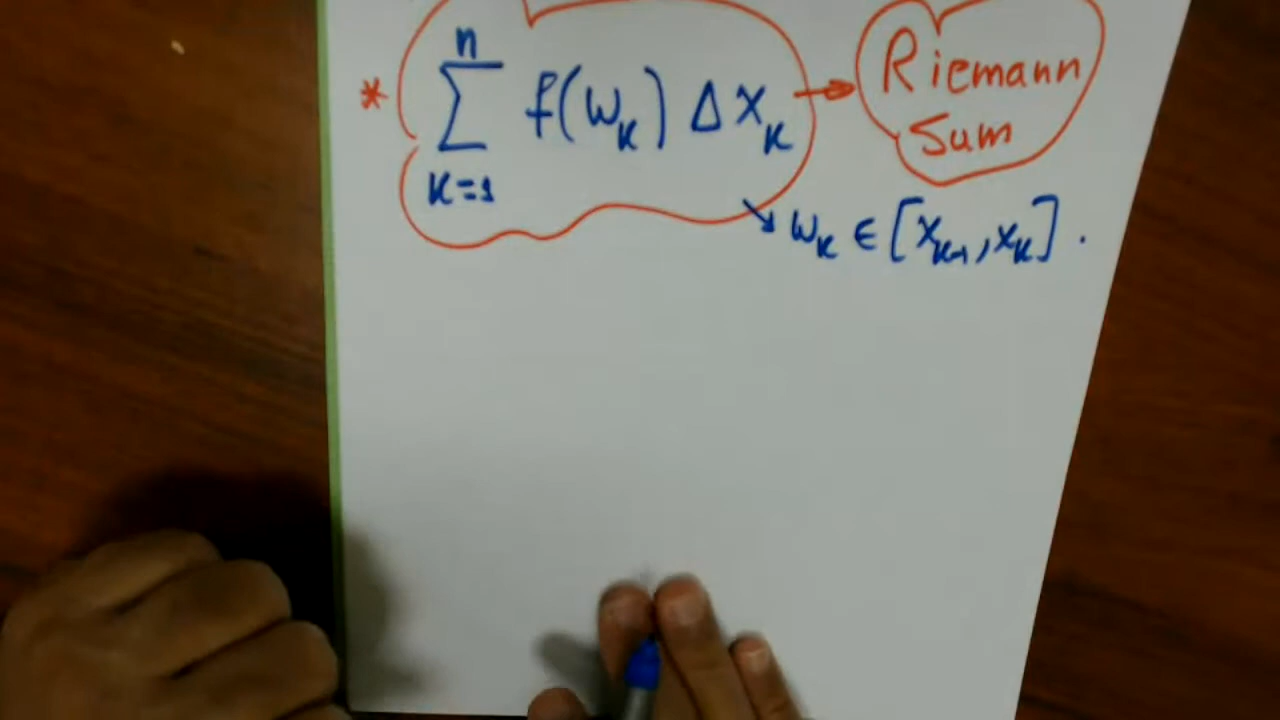 * n ∑ K=1 f(w_K) Δx_K → Riemann Sum
↘ w_K ∈ [x_{K-1}, x_K].